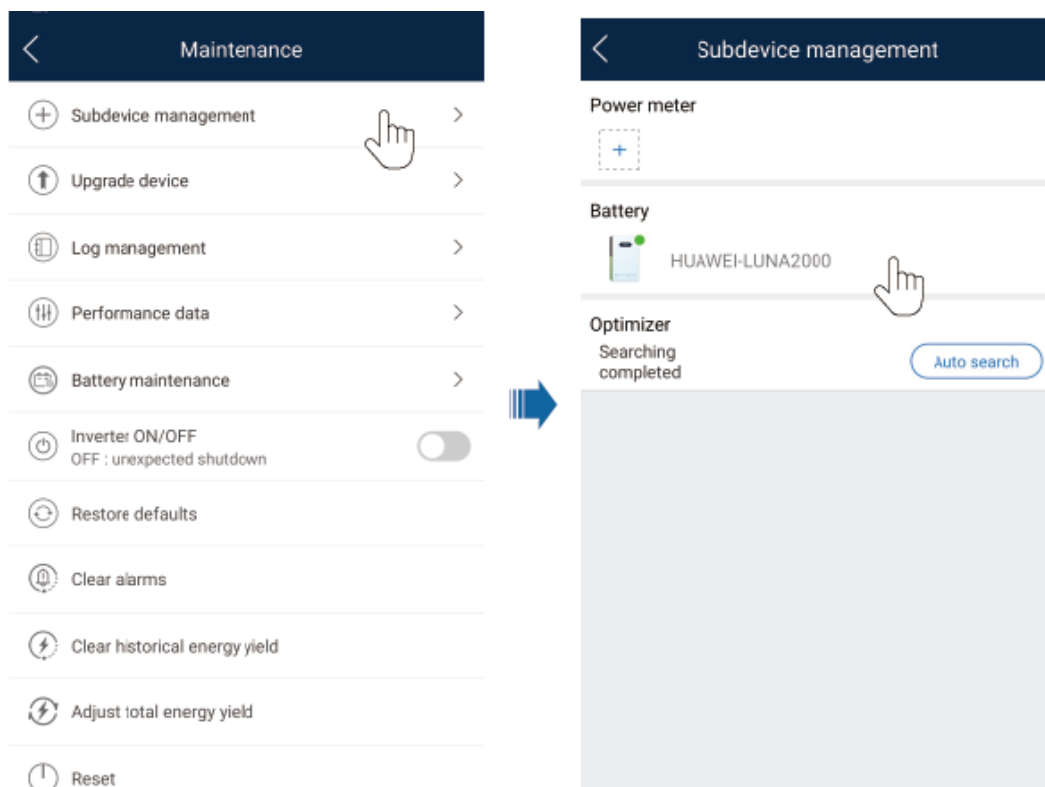 Maintenance
Subdevice management
Upgrade device
Log management
Performance data
Battery maintenance
Inverter ON/OFF
OFF : unexpected shutdown
Restore defaults
Clear alarms
Clear historical energy yield
Adjust total energy yield
Reset
Subdevice management
Power meter
+
Battery
HUAWEI-LUNA2000
Optimizer
Searching
completed
Auto search